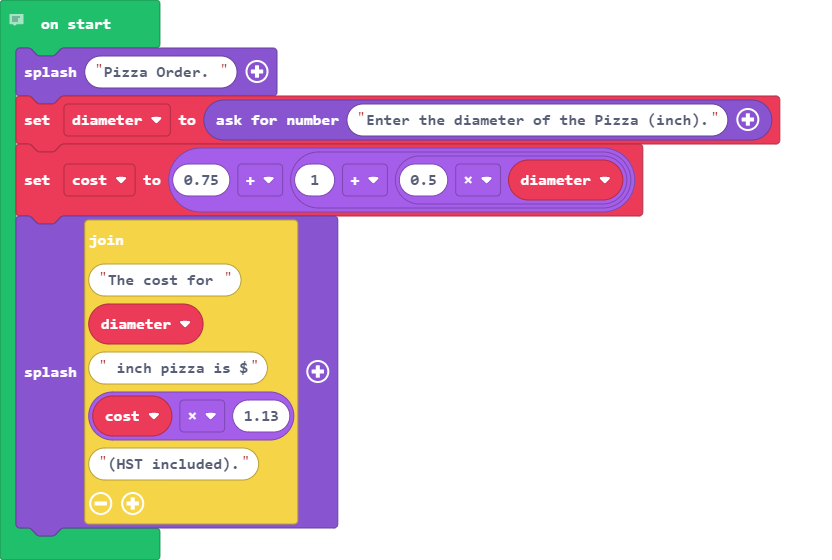 on start
splash "Pizza Order. "
set diameter to ask for number "Enter the diameter of the Pizza (inch)."
set cost to 0.75 + 1 + 0.5 × diameter
join
"The cost for "
diameter
" inch pizza is $"
splash
cost × 1.13
"(HST included)."